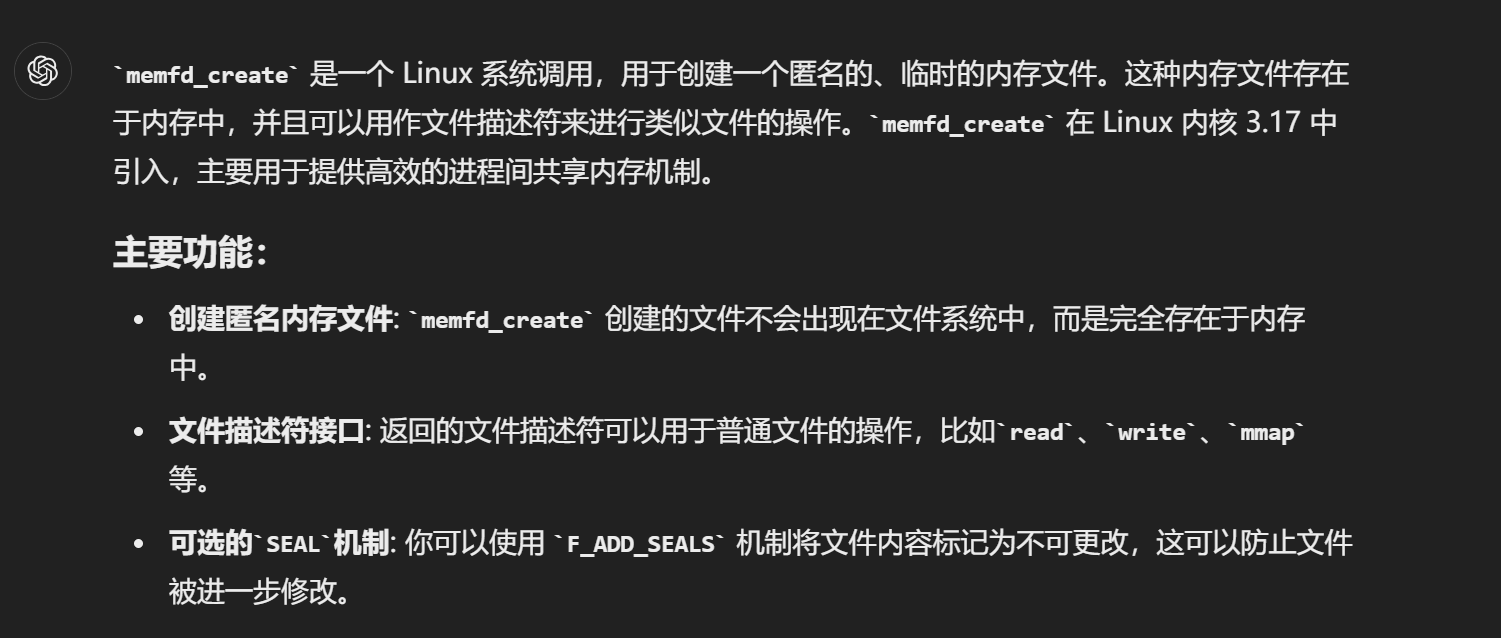 `memfd_create` 是一个 Linux 系统调用，用于创建一个匿名的、临时的内存文件。这种内存文件存在
于内存中，并且可以用作文件描述符来进行类似文件的操作。`memfd_create` 在 Linux 内核 3.17 中
引入，主要用于提供高效的进程间共享内存机制。
主要功能：
• 创建匿名内存文件: `memfd_create` 创建的文件不会出现在文件系统中，而是完全存在于内存
中。
• 文件描述符接口: 返回的文件描述符可以用于普通文件的操作，比如`read`、`write`、`mmap`
等。
• 可选的`SEAL`机制: 你可以使用 `F_ADD_SEALS` 机制将文件内容标记为不可更改，这可以防止文件
被进一步修改。